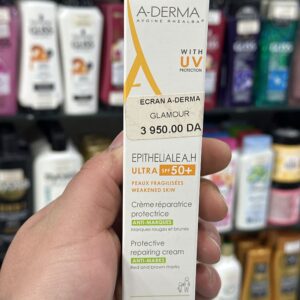 A-DERMA
AVOINE RHEALBA
WITH
UV
PROTECTION
ECRAN A-DERMA
GLAMOUR
3 950.00 DA
EPITHELIALE A.H
ULTRA SPF 50+
PEAUX FRAGILISÉES
WEAKENED SKIN
Crème réparatrice
protectrice
ANTI-MARQUES
Marques rouges et brunes
Protective
repairing cream
ANTI-MARKS
Red and brown marks